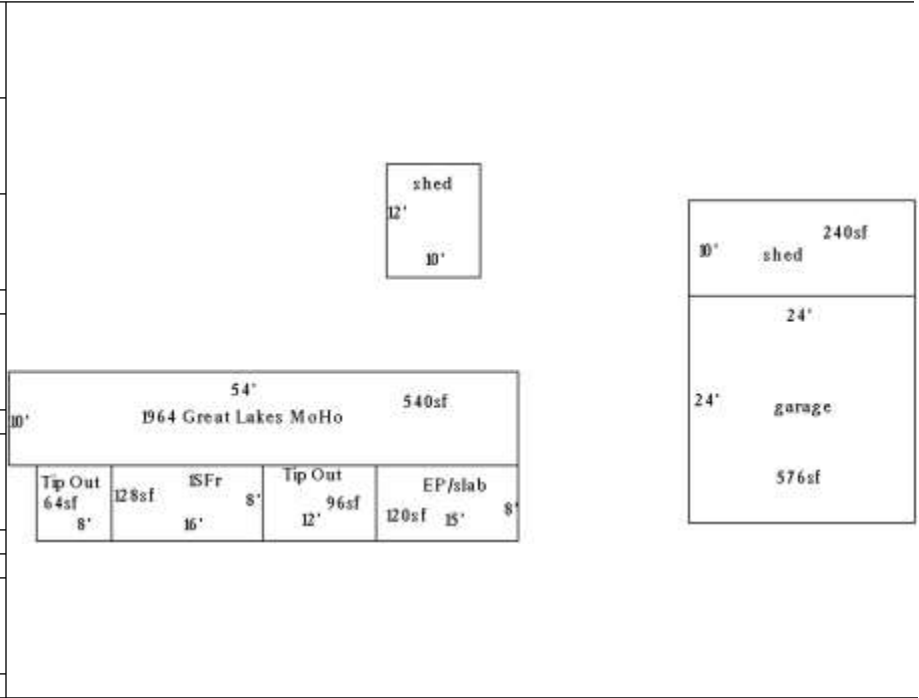 shed
12'
10'
240sf
10'
shed
24'
24'
garage
576sf
54'
540sf
10'
1964 Great Lakes MoHo
Tip Out
64sf
8'
1SFr
128sf
8'
16'
Tip Out
96sf
12'
EP/slab
120sf
15'
8'